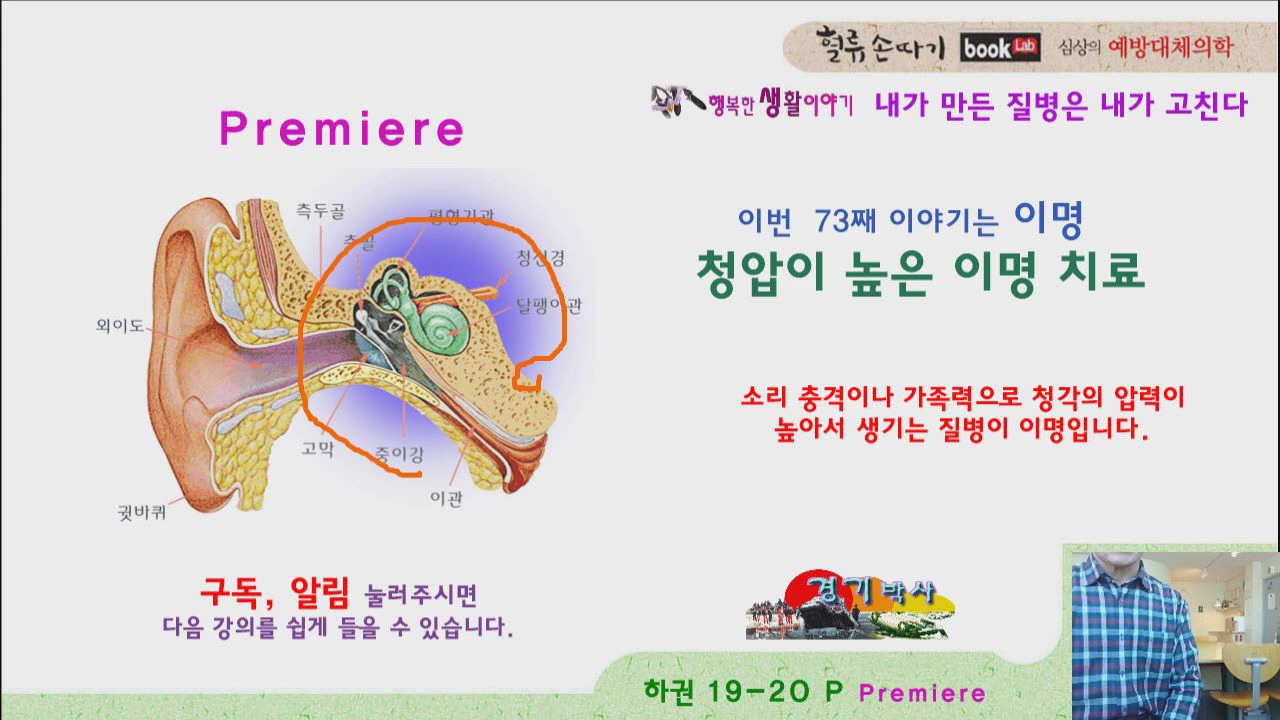 혈류 손따기 book Lab 심상의 예방대체의학
행복한 생활이야기 내가 만든 질병은 내가 고친다
Premiere
이번 73째 이야기는 이명
청압이 높은 이명 치료
측두골
평형기관
추골
청신경
달팽이관
외이도
고막
중이강
이관
귓바퀴
소리 충격이나 가족력으로 청각의 압력이
높아서 생기는 질병이 이명입니다.
구독, 알림 눌러주시면
다음 강의를 쉽게 들을 수 있습니다.
경기박사
하권 19-20 P Premiere